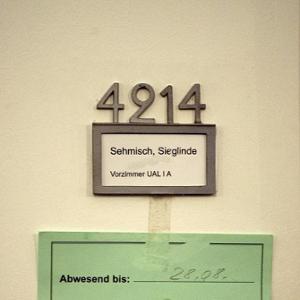 4214
Sehmisch, Sieglinde
Vorzimmer UAL I A
Abwesend bis: 28.08.